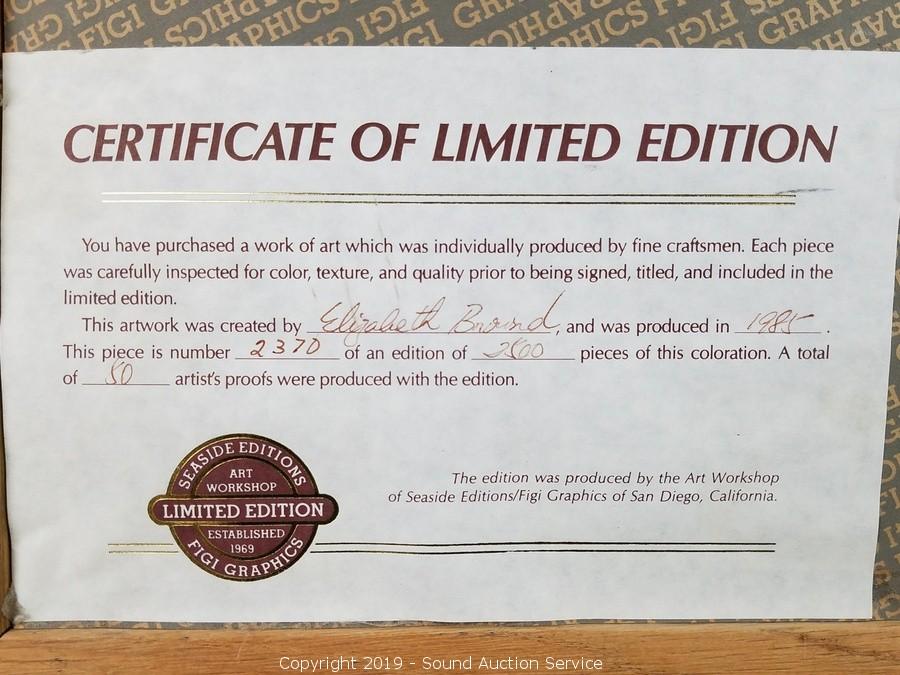 CERTIFICATE OF LIMITED EDITION
You have purchased a work of art which was individually produced by fine craftsmen. Each piece
was carefully inspected for color, texture, and quality prior to being signed, titled, and included in the
limited edition.
This artwork was created by Elizabeth , and was produced in 1985 .
This piece is number 2370 of an edition of 2500 pieces of this coloration. A total
of 50 artist's proofs were produced with the edition.
SEASIDE EDITIONS
ART
WORKSHOP
LIMITED EDITION
ESTABLISHED
1969
FIGI GRAPHICS
The edition was produced by the Art Workshop
of Seaside Editions/Figi Graphics of San Diego, California.
Copyright 2019 - Sound Auction Service